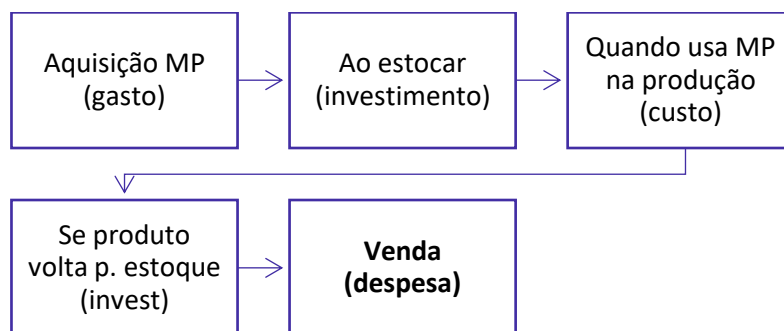 Aquisição MP
(gasto)
Ao estocar
(investimento)
Quando usa MP
na produção
(custo)
Se produto
volta p. estoque
(invest)
Venda
(despesa)